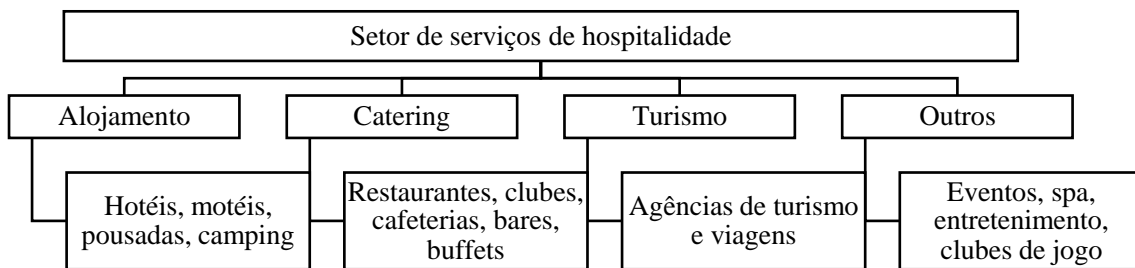 Setor de serviços de hospitalidade
Alojamento
Catering
Turismo
Outros
Hotéis, motéis,
pousadas, camping
Restaurantes, clubes,
cafeterias, bares,
buffets
Agências de turismo
e viagens
Eventos, spa,
entretenimento,
clubes de jogo